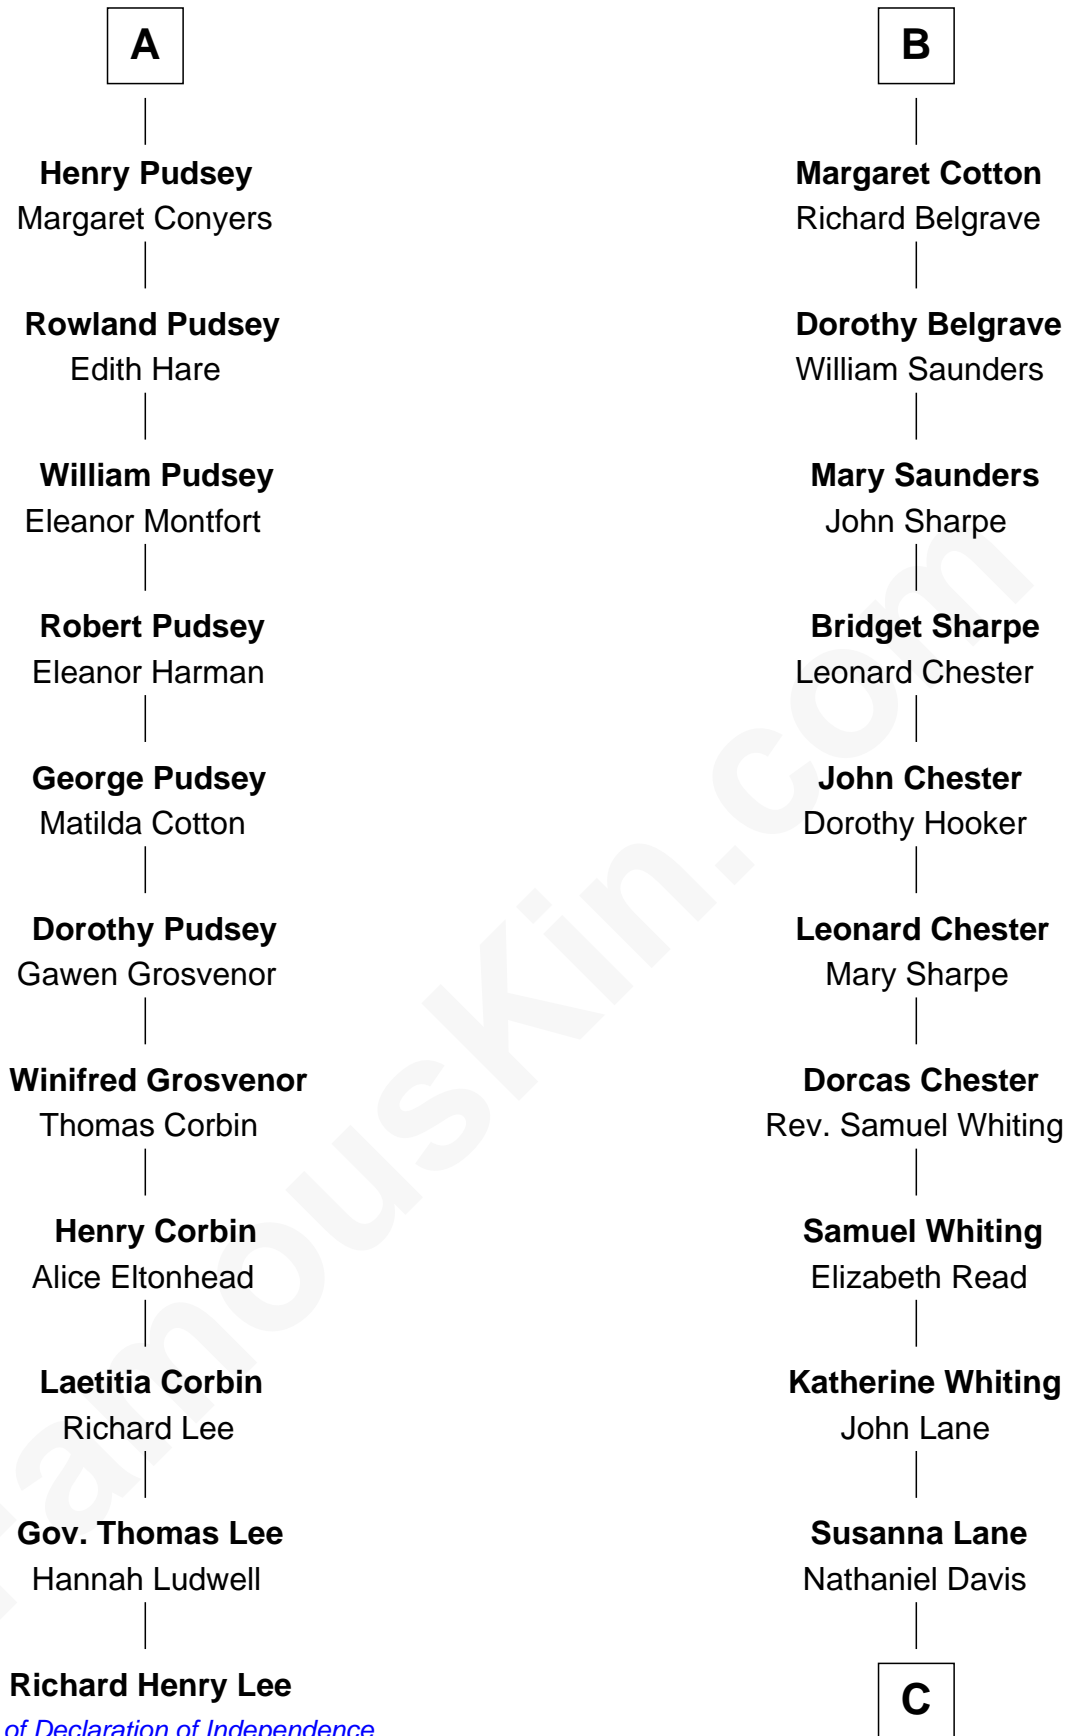 A
Henry Pudsey
Margaret Conyers
Rowland Pudsey
Edith Hare
William Pudsey
Eleanor Montfort
Robert Pudsey
Eleanor Harman
George Pudsey
Matilda Cotton
Dorothy Pudsey
Gawen Grosvenor
Winifred Grosvenor
Thomas Corbin
Henry Corbin
Alice Eltonhead
Laetitia Corbin
Richard Lee
Gov. Thomas Lee
Hannah Ludwell
Richard Henry Lee
of Declaration of Independence
B
Margaret Cotton
Richard Belgrave
Dorothy Belgrave
William Saunders
Mary Saunders
John Sharpe
Bridget Sharpe
Leonard Chester
John Chester
Dorothy Hooker
Leonard Chester
Mary Sharpe
Dorcas Chester
Rev. Samuel Whiting
Samuel Whiting
Elizabeth Read
Katherine Whiting
John Lane
Susanna Lane
Nathaniel Davis
C
FamousKin.com